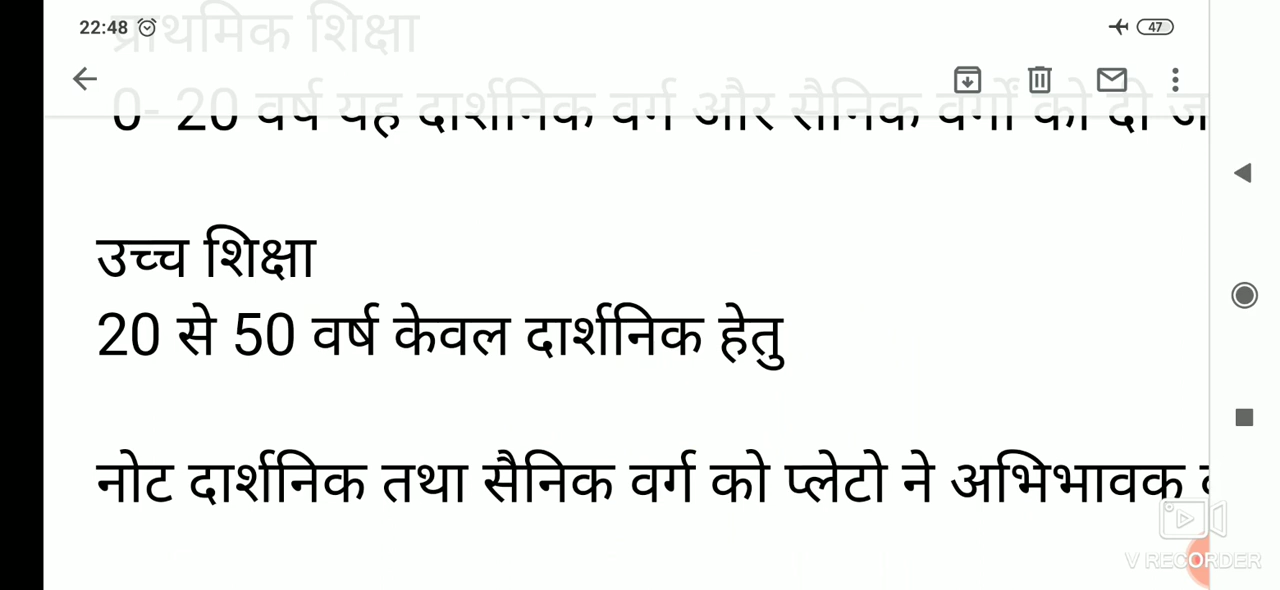 22:48 47
प्राथमिक शिक्षा
0- 20 वर्ष यह दार्शनिक वर्ग और सैनिक वर्गों को दी
उच्च शिक्षा
20 से 50 वर्ष केवल दार्शनिक हेतु
नोट दार्शनिक तथा सैनिक वर्ग को प्लेटो ने अभिभावक
V RECORDER